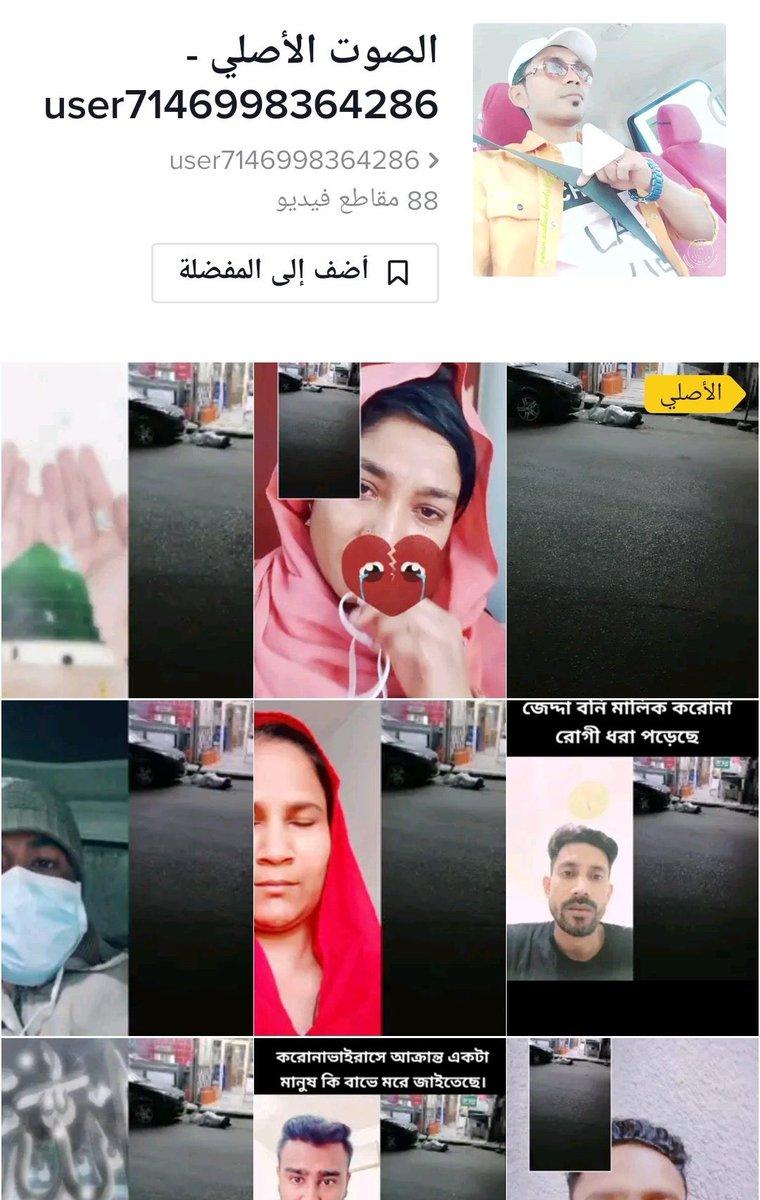 الصوت الأصلي -
user7146998364286
user7146998364286
88 مقاطع فيديو
أضف إلى المفضلة
الأصلي
জেদ্দা বনি মালিক করোনা
রোগী ধরা পড়েছে
করোনাভাইরাসে আক্রান্ত একটা
মানুষ কি বাভে মরে জাইতেছে।